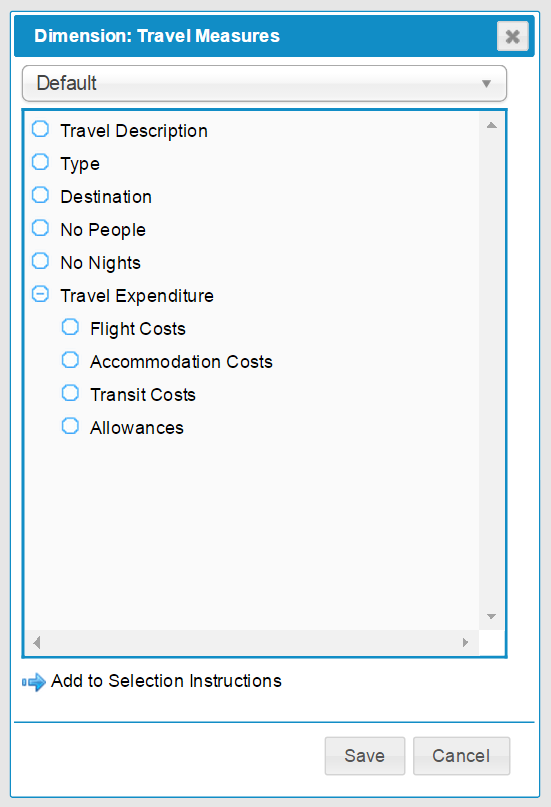 Dimension: Travel Measures
Default
Travel Description
Type
Destination
No People
No Nights
Travel Expenditure
Flight Costs
Accommodation Costs
Transit Costs
Allowances
Add to Selection Instructions
Save Cancel